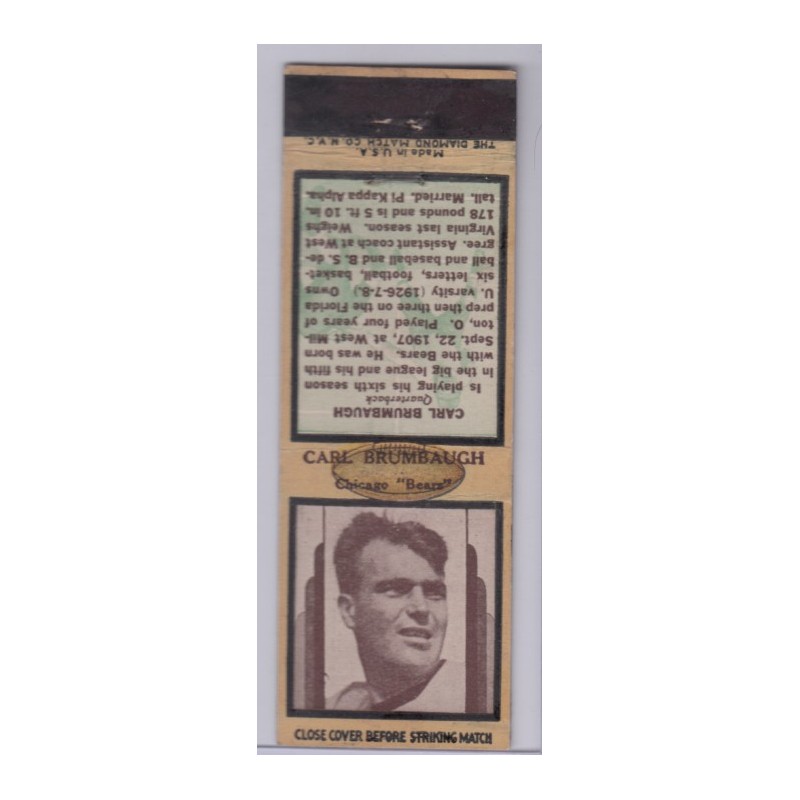 THE DIAMOND MATCH CO. N.Y.C.
Made in U.S.A.
CARL BRUMBAUGH
Quarterback
Is playing his sixth season
In the big league and his fifth
with the Bears. He was born
Sept. 22, 1907, at West Mil-
ton, O. Played four years of
prep then three on the Florida
U. varsity (1926-7-8.) Owns
six letters, football, basket-
ball and baseball and B. S. de-
gree. Assistant coach at West
Virginia last season. Weighs
178 pounds and is 5 ft. 10 in.
tall. Married. Pi Kappa Alpha.
CARL BRUMBAUGH
Chicago "Bears"
CLOSE COVER BEFORE STRIKING MATCH